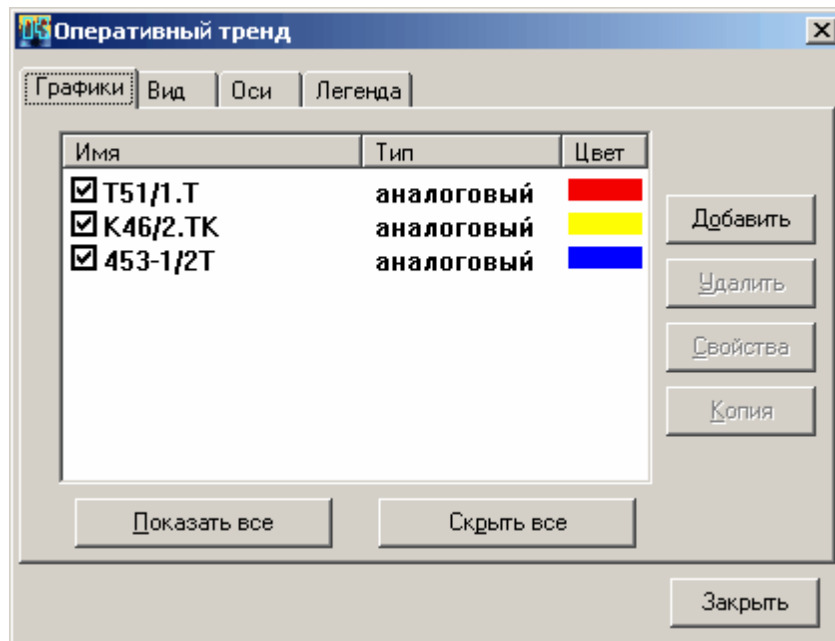 Оперативный тренд
Графики Вид Оси Легенда
Имя Тип Цвет
T51/1.T аналоговый
K46/2.TK аналоговый
453-1/2T аналоговый
Добавить
Удалить
Свойства
Копия
Показать все Скрыть все
Закрыть